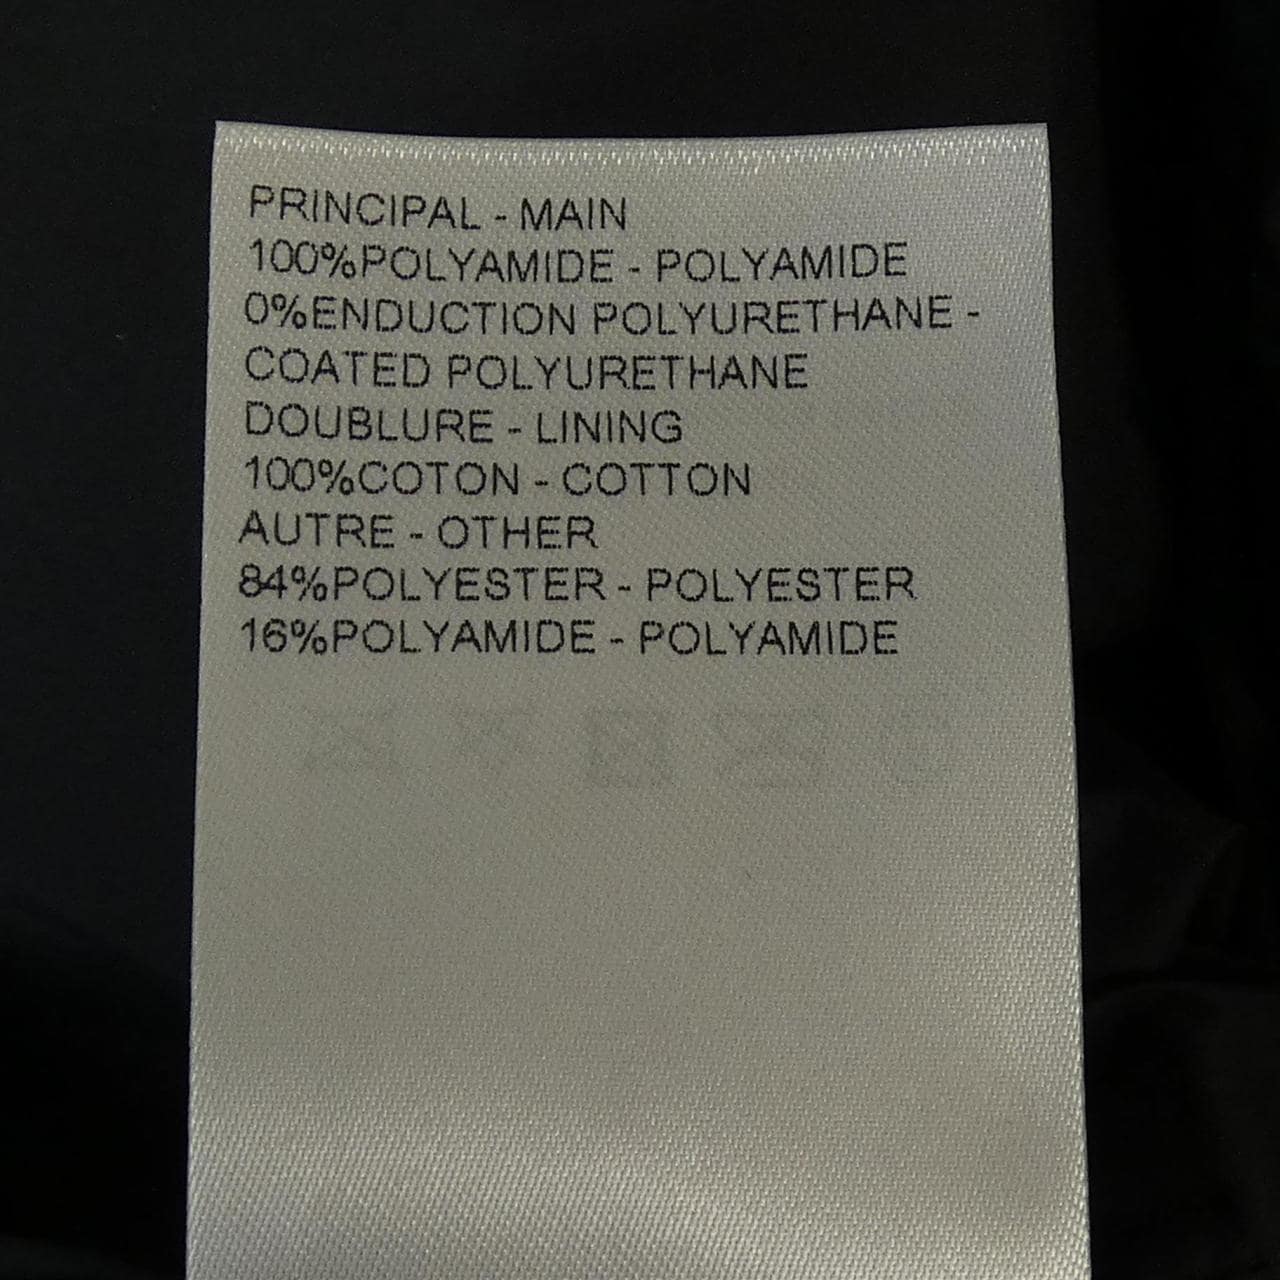 PRINCIPAL - MAIN
100%POLYAMIDE - POLYAMIDE
0%ENDUCTION POLYURETHANE -
COATED POLYURETHANE
DOUBLURE - LINING
100%COTON - COTTON
AUTRE - OTHER
84%POLYESTER - POLYESTER
16%POLYAMIDE - POLYAMIDE